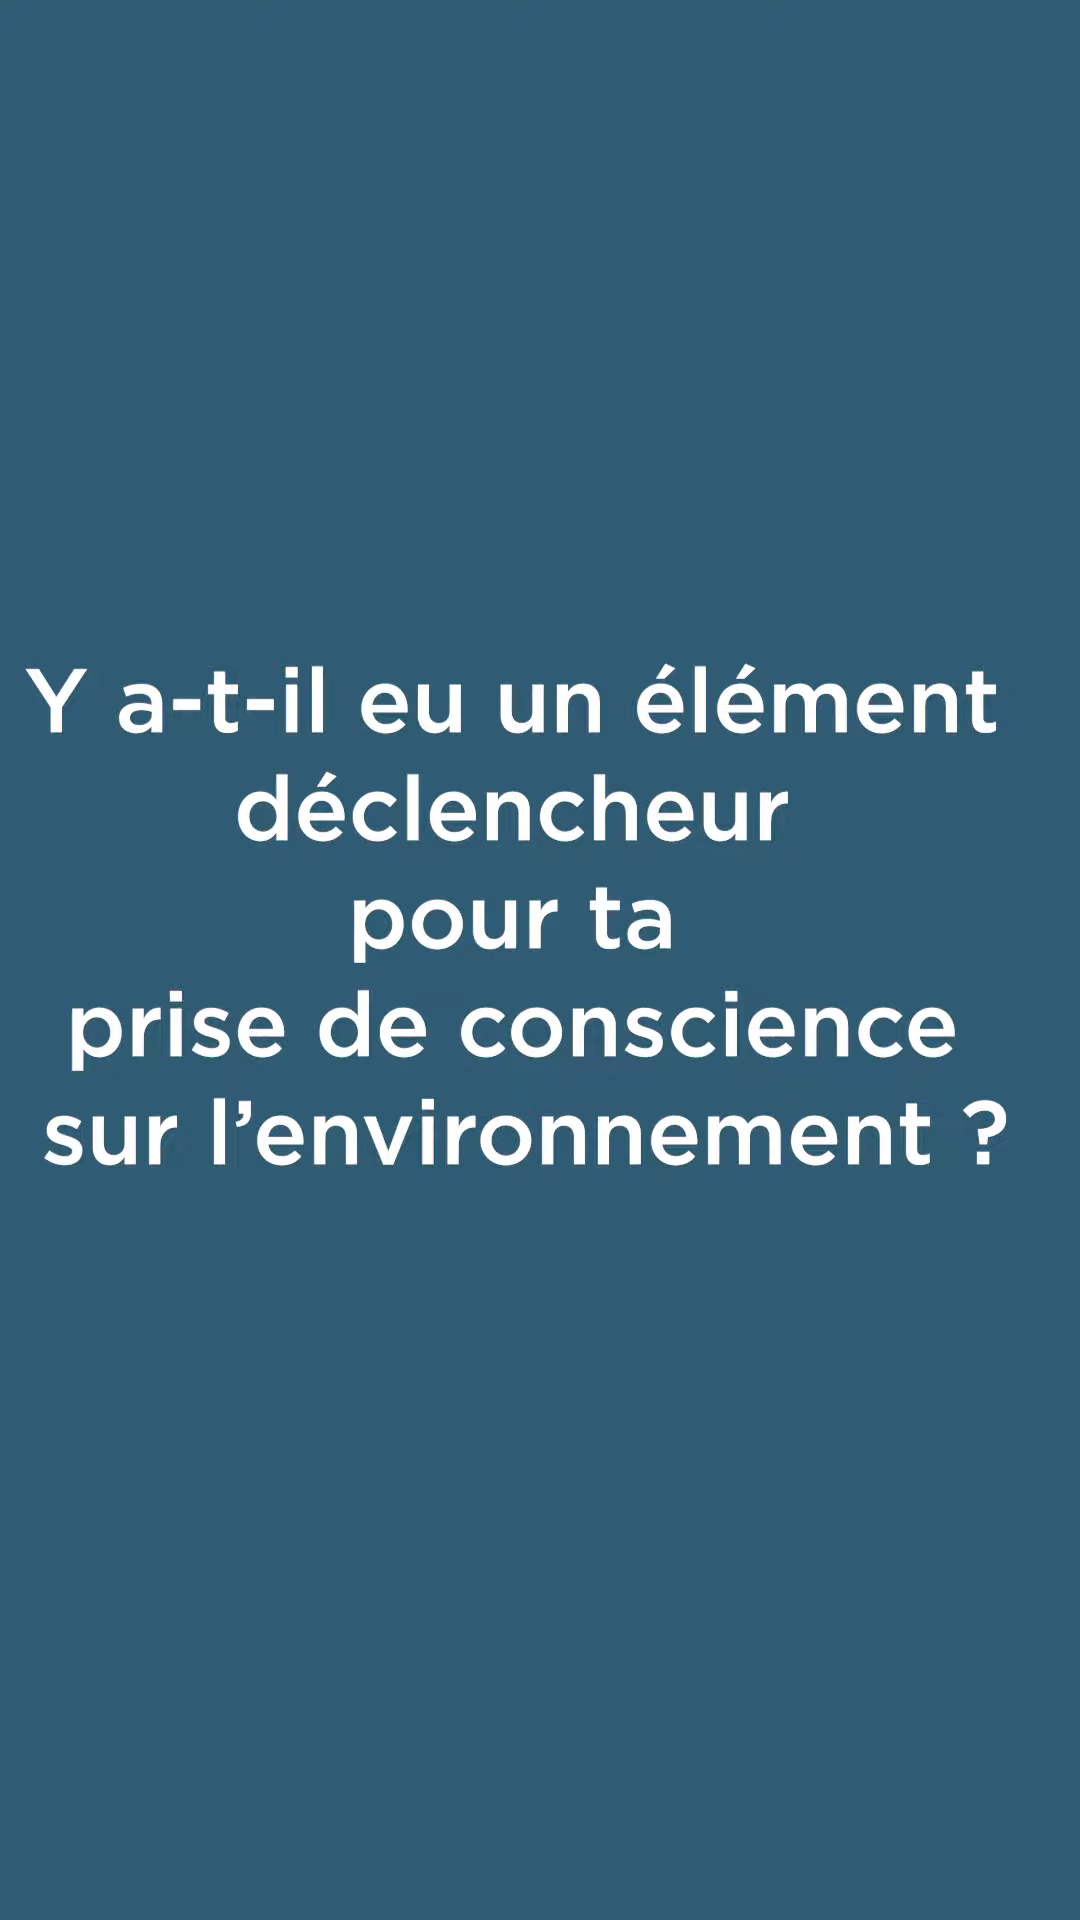 Y a-t-il eu un élément
déclencheur
pour ta
prise de conscience
sur l’environnement ?